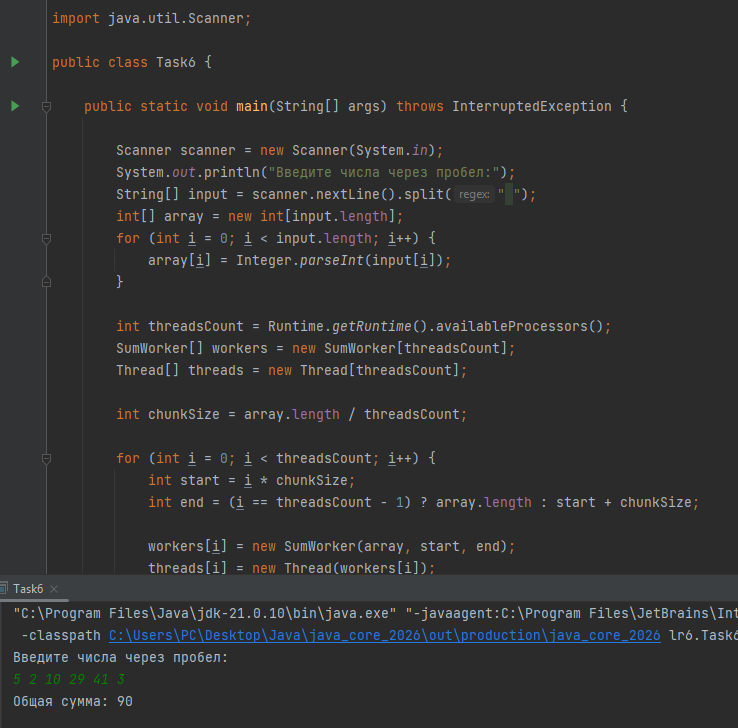 import java.util.Scanner;
public class Task6 {
public static void main(String[] args) throws InterruptedException {
Scanner scanner = new Scanner(System.in);
System.out.println("Введите числа через пробел:");
String[] input = scanner.nextLine().split( regex: " ");
int[] array = new int[input.length];
for (int i = 0; i < input.length; i++) {
array[i] = Integer.parseInt(input[i]);
}
int threadsCount = Runtime.getRuntime().availableProcessors();
SumWorker[] workers = new SumWorker[threadsCount];
Thread[] threads = new Thread[threadsCount];
int chunkSize = array.length / threadsCount;
for (int i = 0; i < threadsCount; i++) {
int start = i * chunkSize;
int end = (i == threadsCount - 1) ? array.length : start + chunkSize;
workers[i] = new SumWorker(array, start, end);
threads[i] = new Thread(workers[i]);
Task6 ×
"C:\Program Files\Java\jdk-21.0.10\bin\java.exe" "-javaagent:C:\Program Files\JetBrains\Int
-classpath C:\Users\PC\Desktop\Java\java_core_2026\out\production\java_core_2026 lr6.Task6
Введите числа через пробел:
5 2 10 29 41 3
Общая сумма: 90